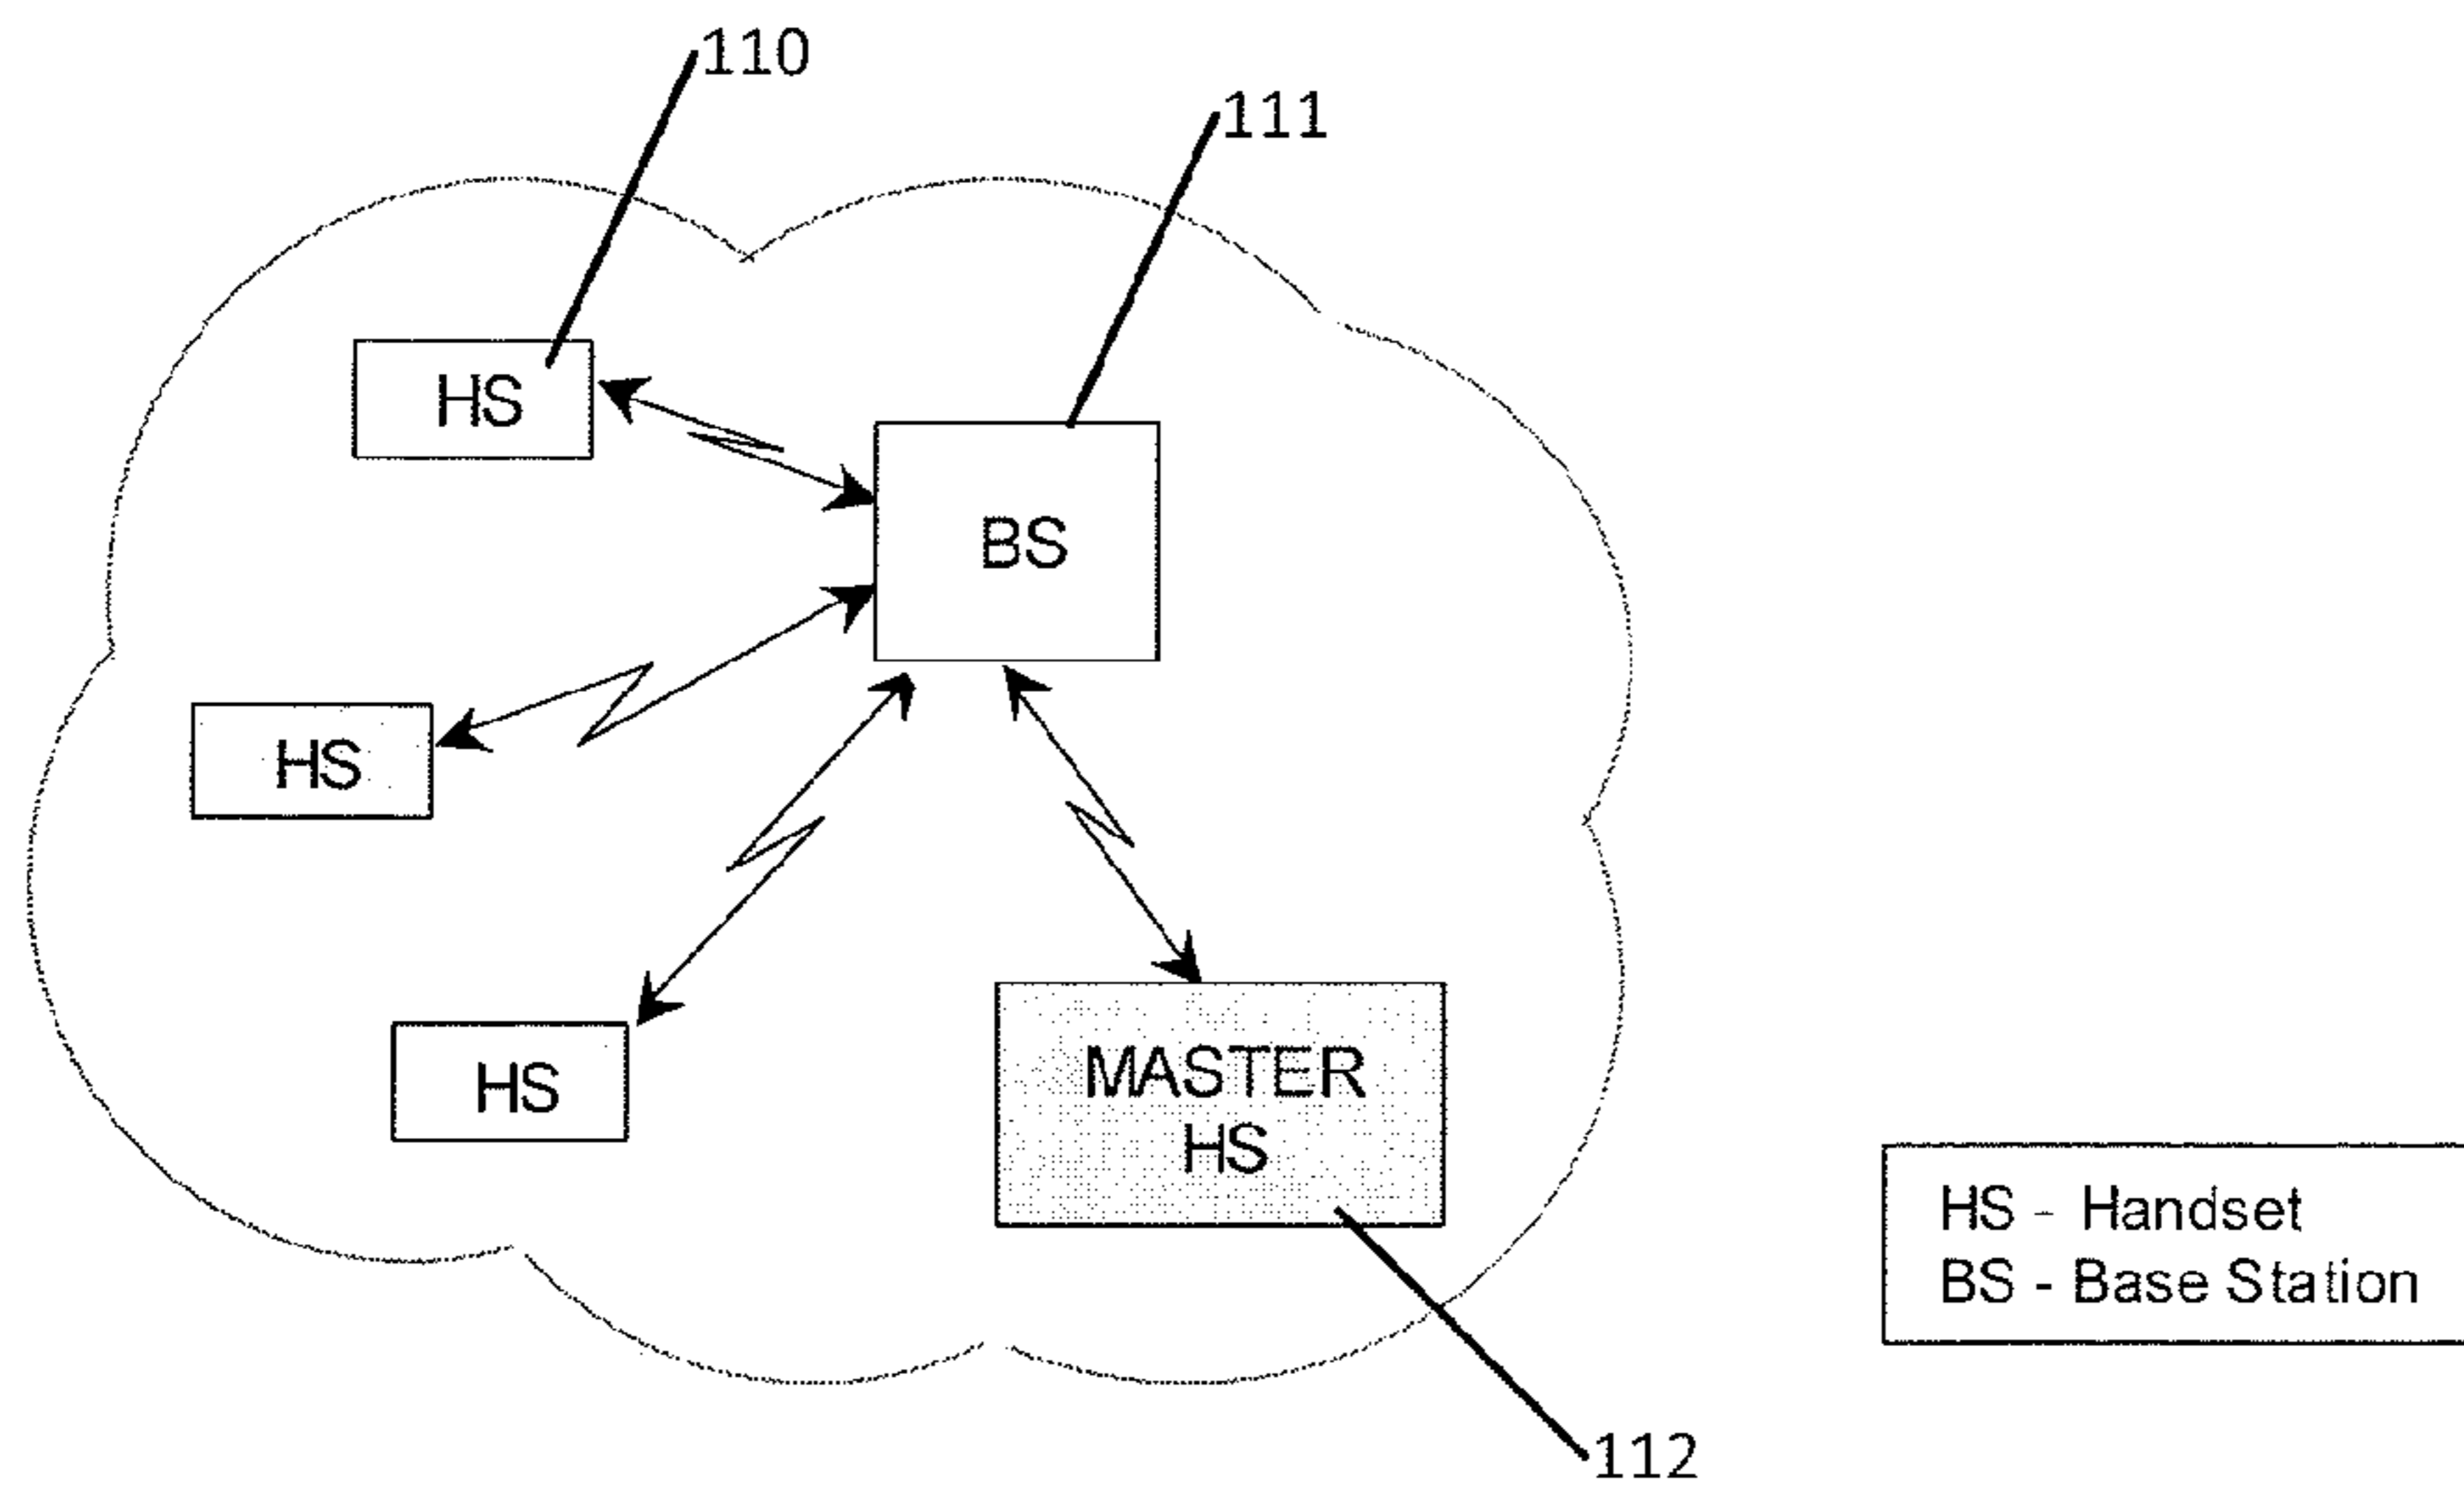 110
111
HS
BS
HS
HS
MASTER
HS
HS - Handset
BS - Base Station
112